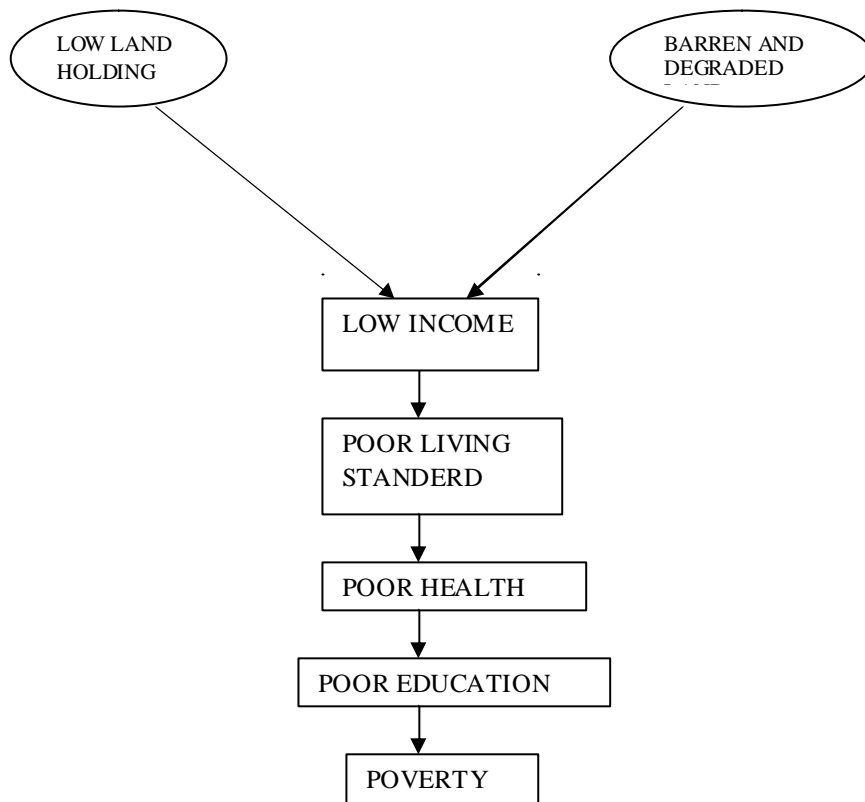 LOW LAND
HOLDING
BARREN AND
DEGRADED
LOW INCOME
POOR LIVING
STANDERD
POOR HEALTH
POOR EDUCATION
POVERTY